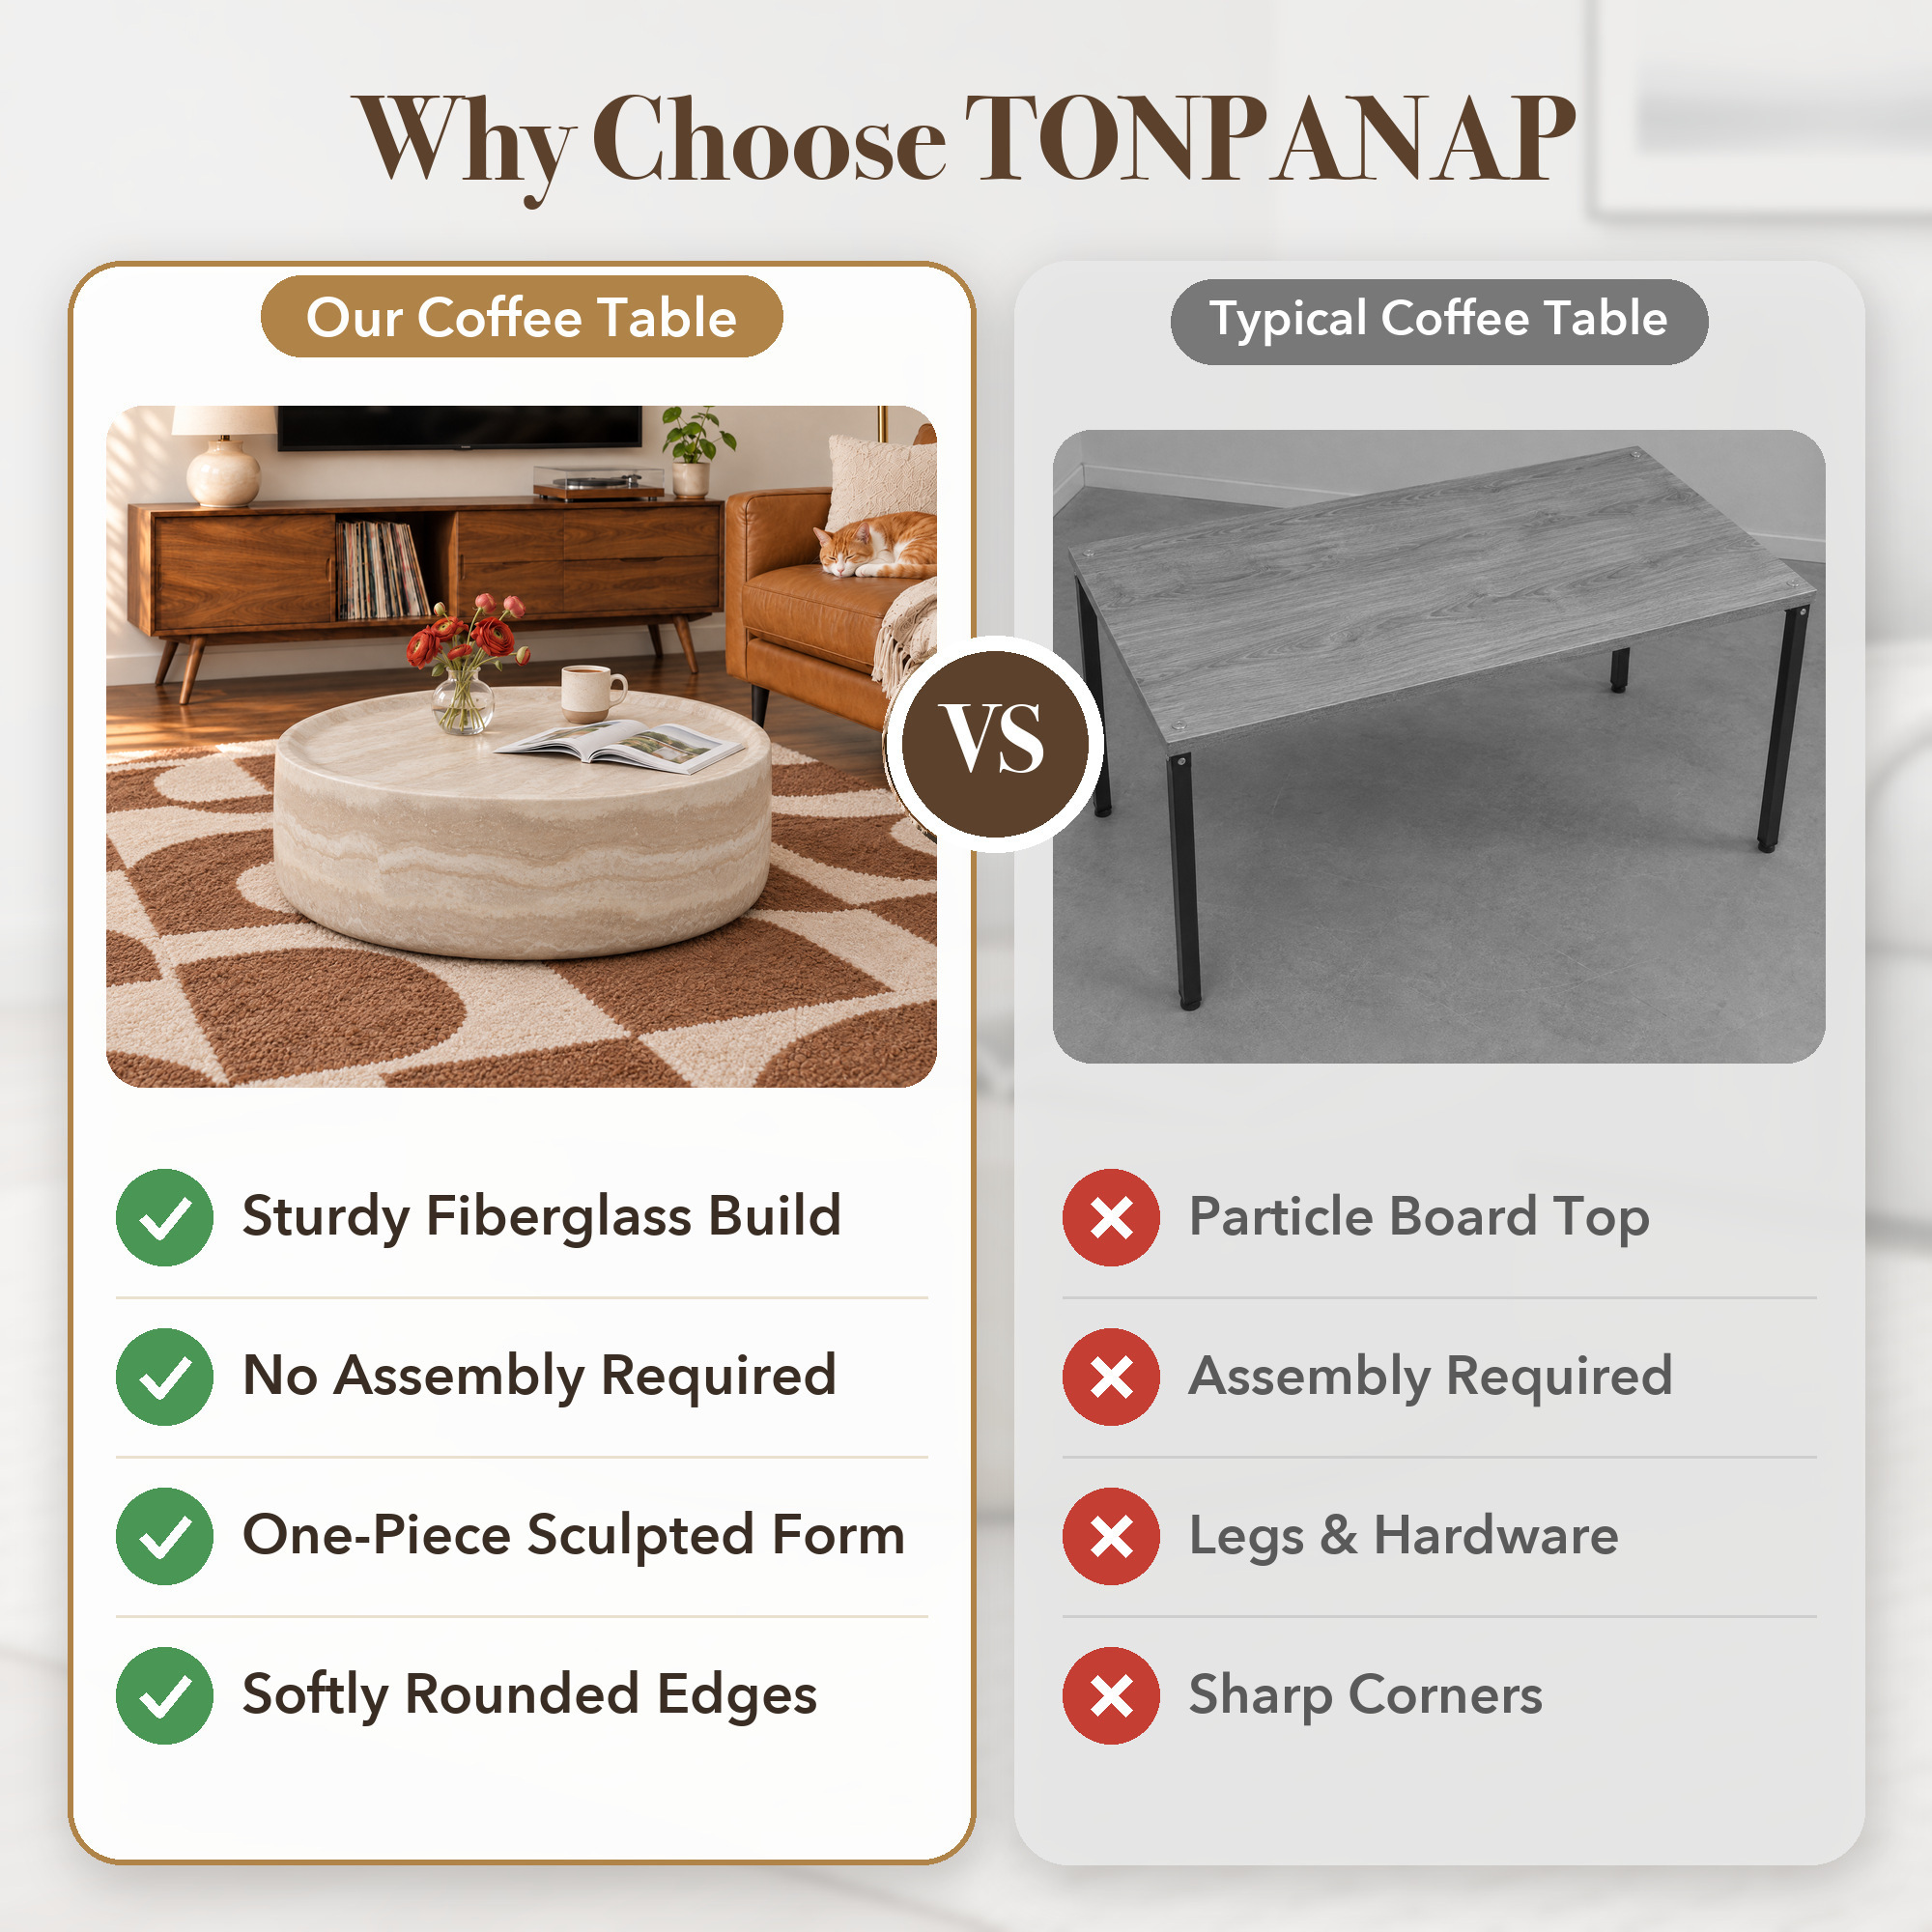 Why Choose TONPANAP
Our Coffee Table
Typical Coffee Table
VS
Sturdy Fiberglass Build
No Assembly Required
One-Piece Sculpted Form
Softly Rounded Edges
Particle Board Top
Assembly Required
Legs & Hardware
Sharp Corners